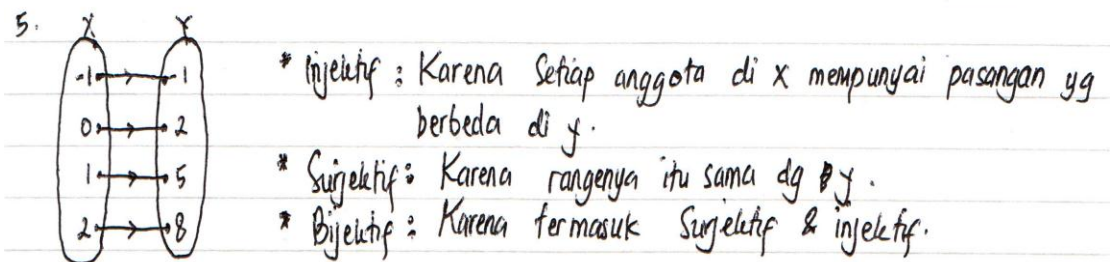 5.
X Y
-1 -1
* Injektif : Karena Setiap anggota di x mempunyai pasangan yg
0 2
berbeda di y.
1 5
* Surjektif : Karena rangenya itu sama dg y.
2 8
* Bijektif : Karena termasuk Surjektif & injektif.